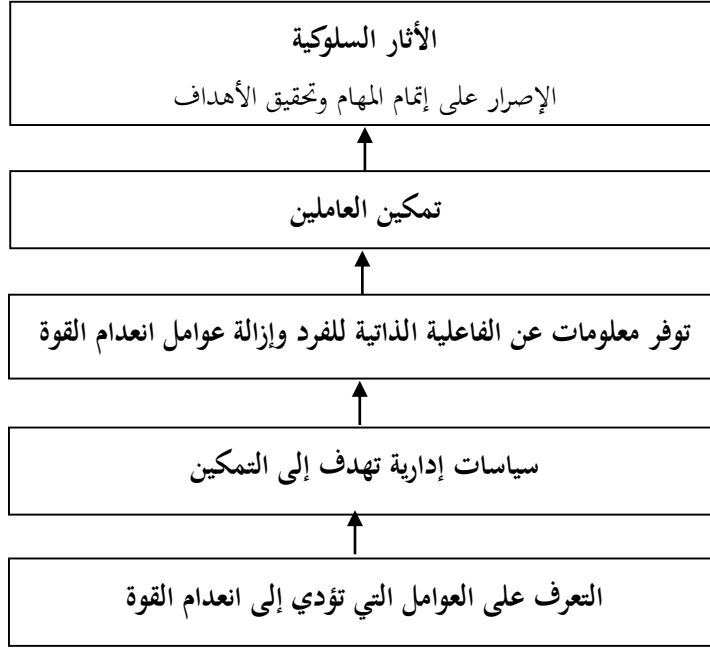 الأثار السلوكية
الإصرار على إتمام المهام وتحقيق الأهداف
تمكين العاملين
توفر معلومات عن الفاعلية الذاتية للفرد وإزالة عوامل انعدام القوة
سياسات إدارية تهدف إلى التمكين
التعرف على العوامل التي تؤدي إلى انعدام القوة